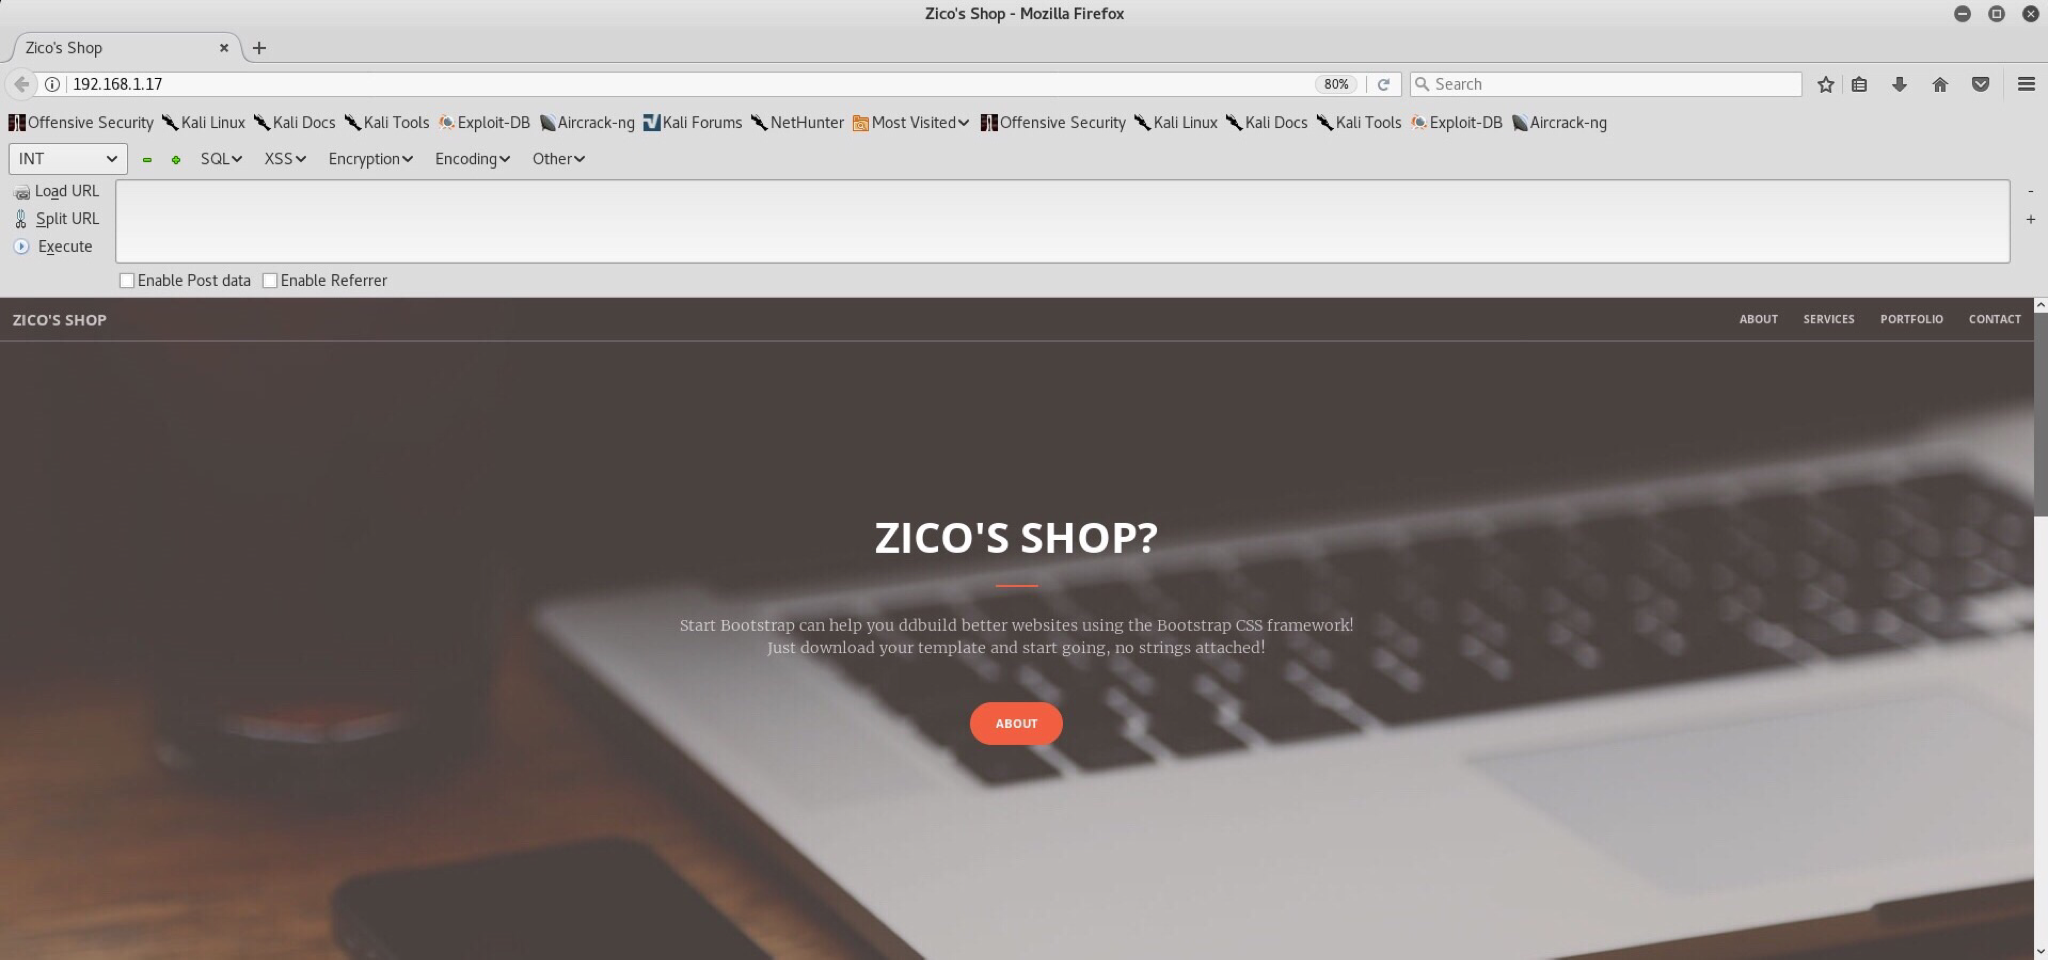 Zico's Shop - Mozilla Firefox
Zico's Shop
192.168.1.17 80% Search
Offensive Security Kali Linux Kali Docs Kali Tools Exploit-DB Aircrack-ng Kali Forums NetHunter Most Visited Offensive Security Kali Linux Kali Docs Kali Tools Exploit-DB Aircrack-ng
INT SQL XSS Encryption Encoding Other
Load URL
Split URL
Execute
Enable Post data Enable Referrer
ZICO'S SHOP ABOUT SERVICES PORTFOLIO CONTACT
ZICO'S SHOP?
Start Bootstrap can help you ddbuild better websites using the Bootstrap CSS framework!
Just download your template and start going, no strings attached!
ABOUT